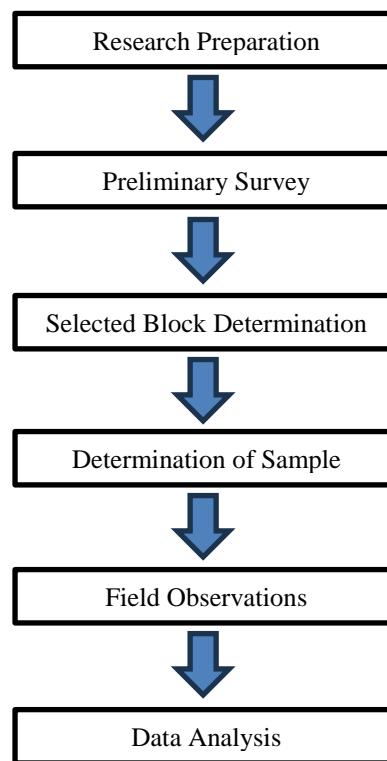 Research Preparation
Preliminary Survey
Selected Block Determination
Determination of Sample
Field Observations
Data Analysis